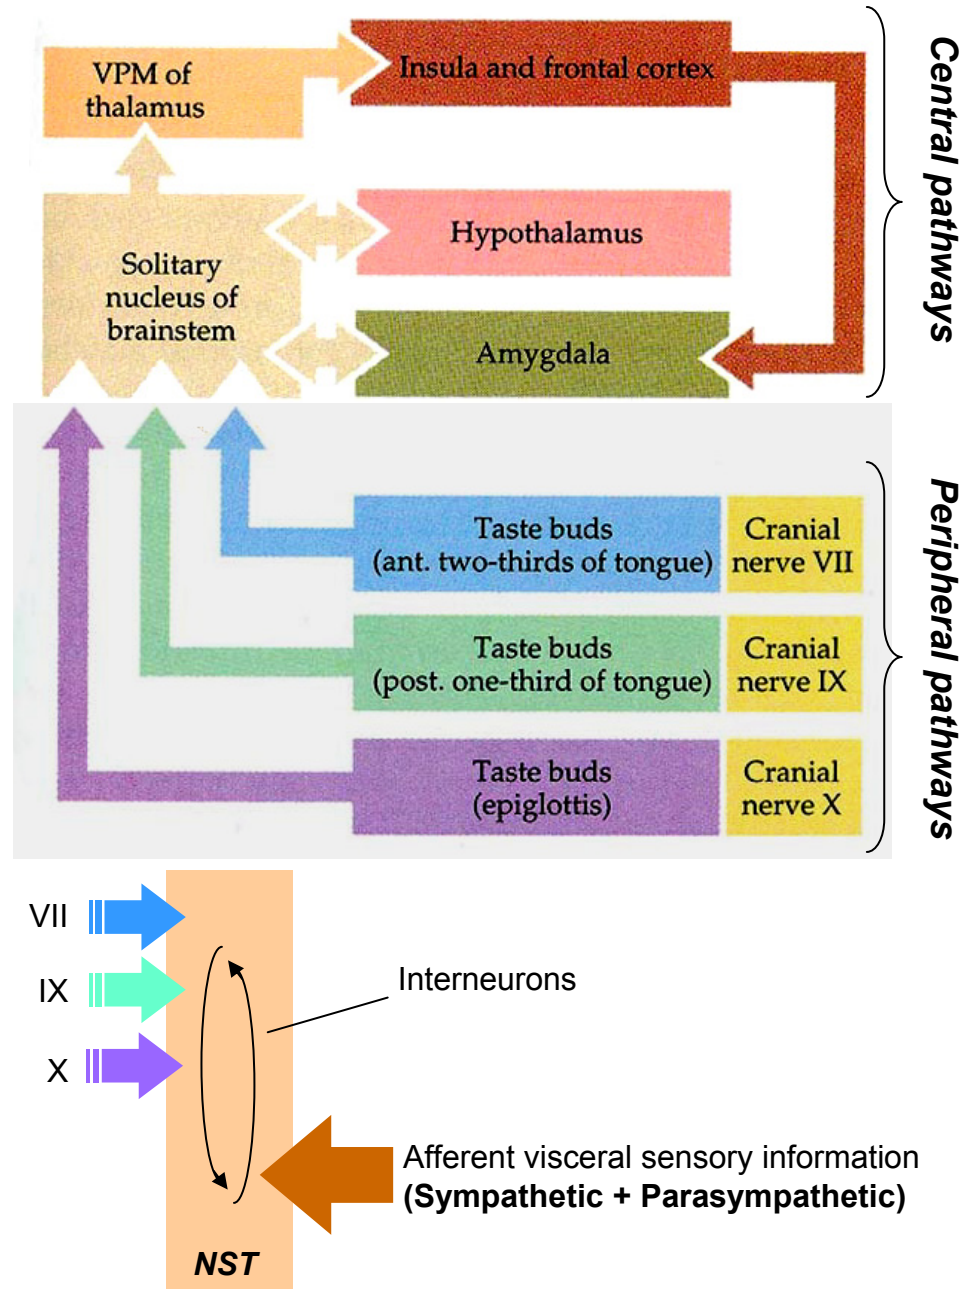 VPM of
thalamus
Insula and frontal cortex
Central pathways
Hypothalamus
Solitary
nucleus of
brainstem
Amygdala
Taste buds
(ant. two-thirds of tongue)
Cranial
nerve VII
Peripheral pathways
Taste buds
(post. one-third of tongue)
Cranial
nerve IX
Taste buds
(epiglottis)
Cranial
nerve X
VII
IX
Interneurons
X
Afferent visceral sensory information
(Sympathetic + Parasympathetic)
NST